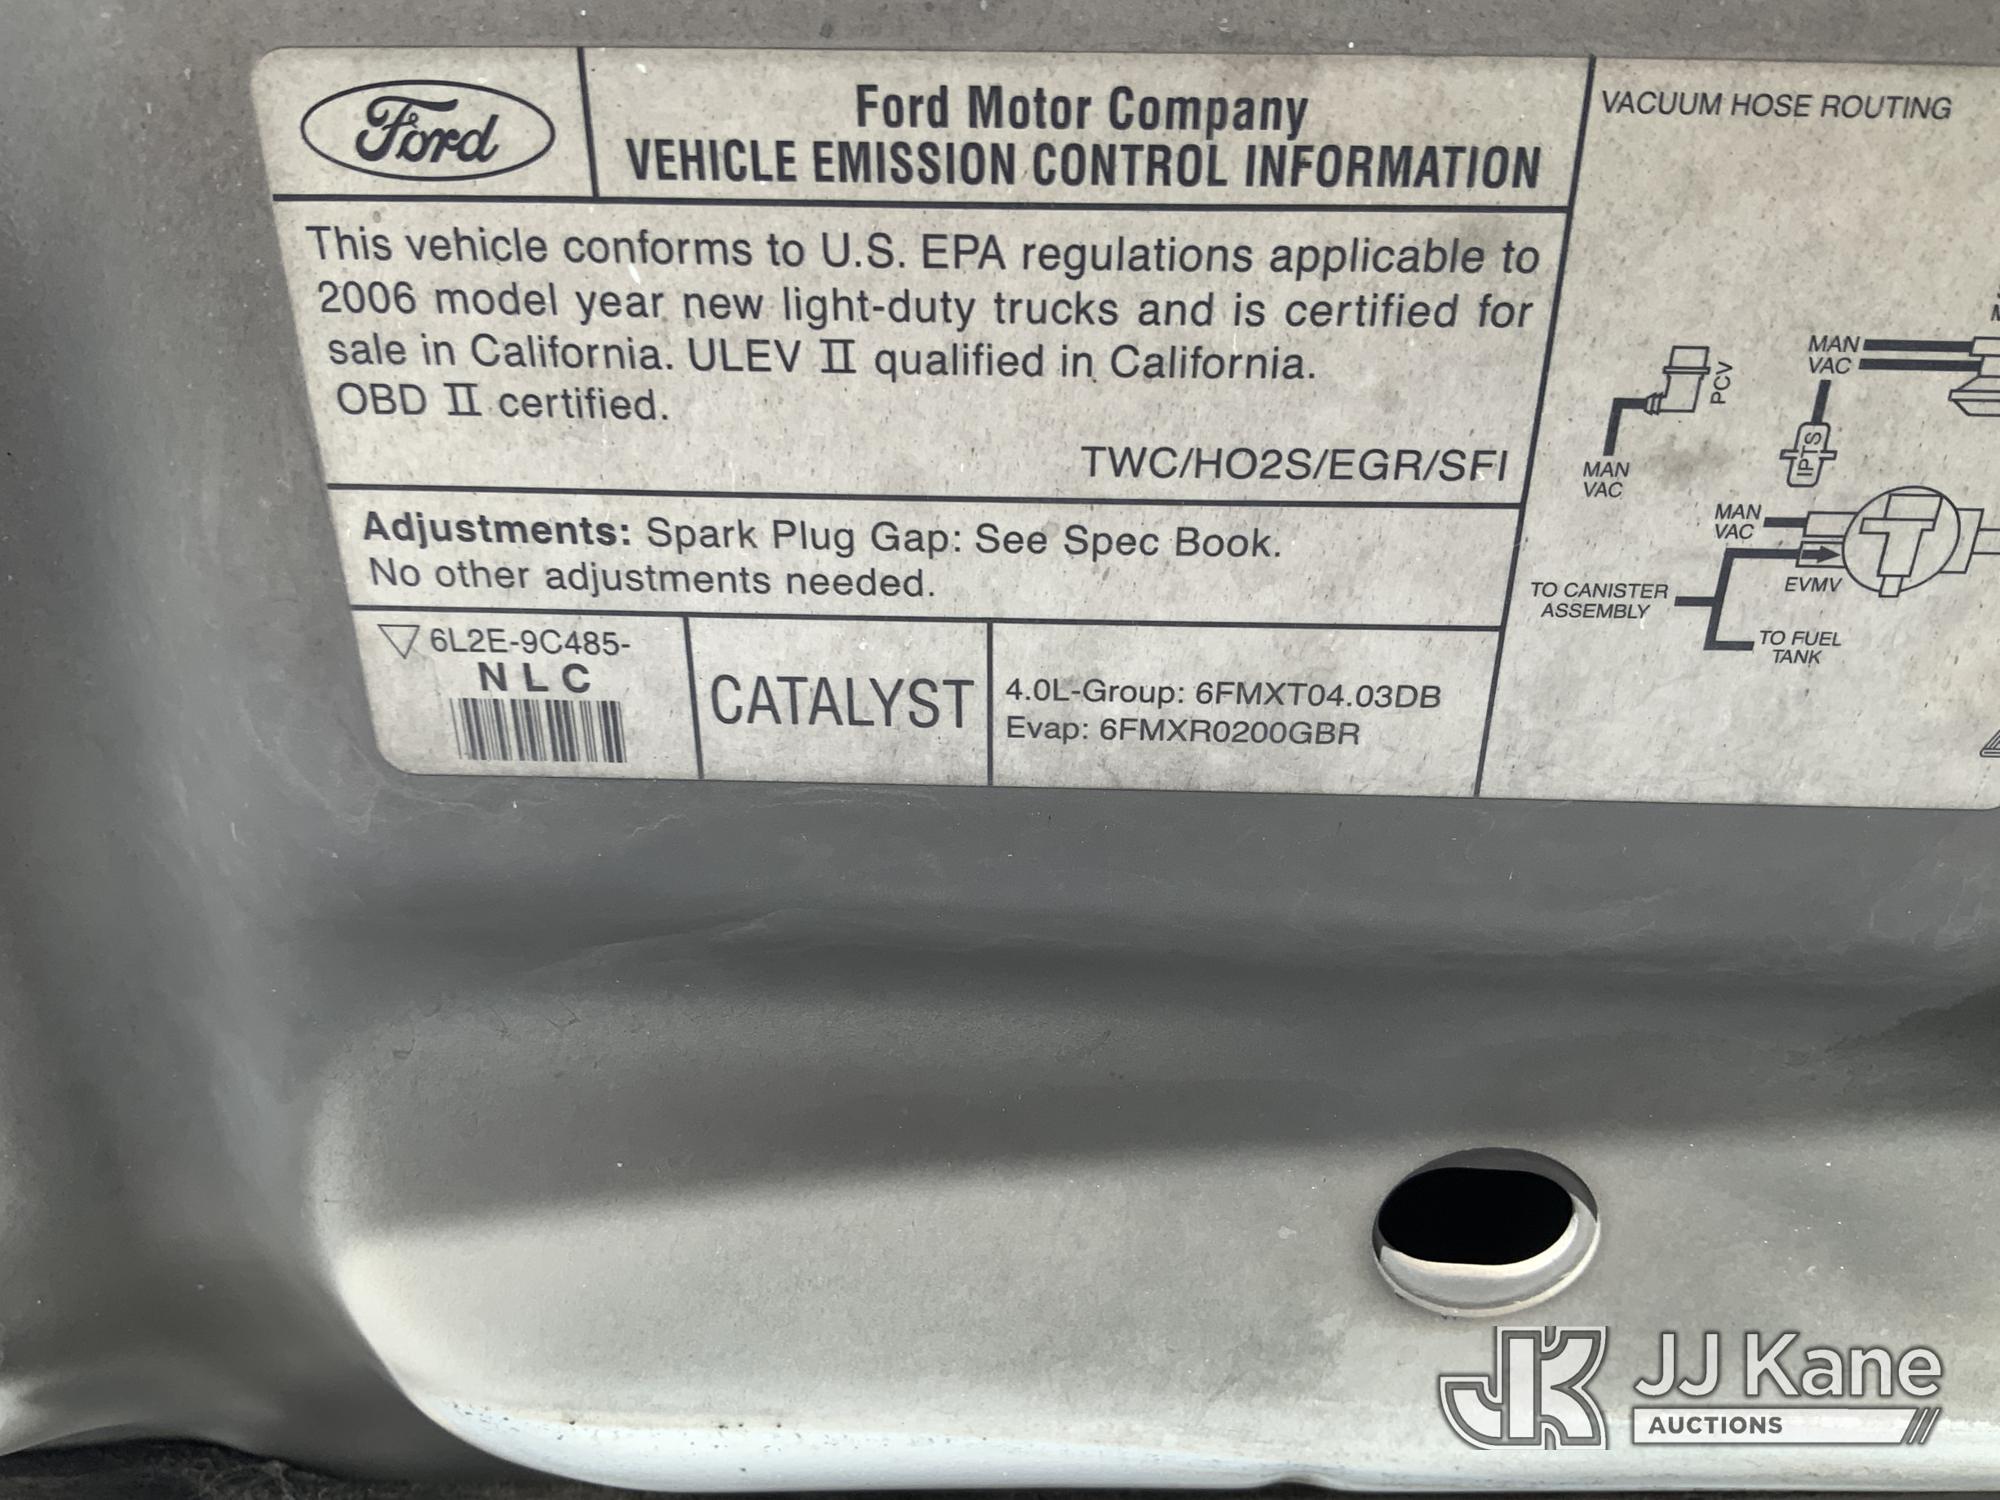 Ford
Ford Motor Company
VEHICLE EMISSION CONTROL INFORMATION
This vehicle conforms to U.S. EPA regulations applicable to
2006 model year new light-duty trucks and is certified for
sale in California. ULEV II qualified in California.
OBD II certified.
TWC/HO2S/EGR/SFI
Adjustments: Spark Plug Gap: See Spec Book.
No other adjustments needed.
6L2E-9C485-
N L C
CATALYST
4.0L-Group: 6FMXT04.03DB
Evap: 6FMXR0200GBR
VACUUM HOSE ROUTING
MAN
VAC
PCV
MAN
VAC
IPTS
MAN
VAC
EVMV
TO CANISTER
ASSEMBLY
TO FUEL
TANK
JK
JJ Kane
AUCTIONS